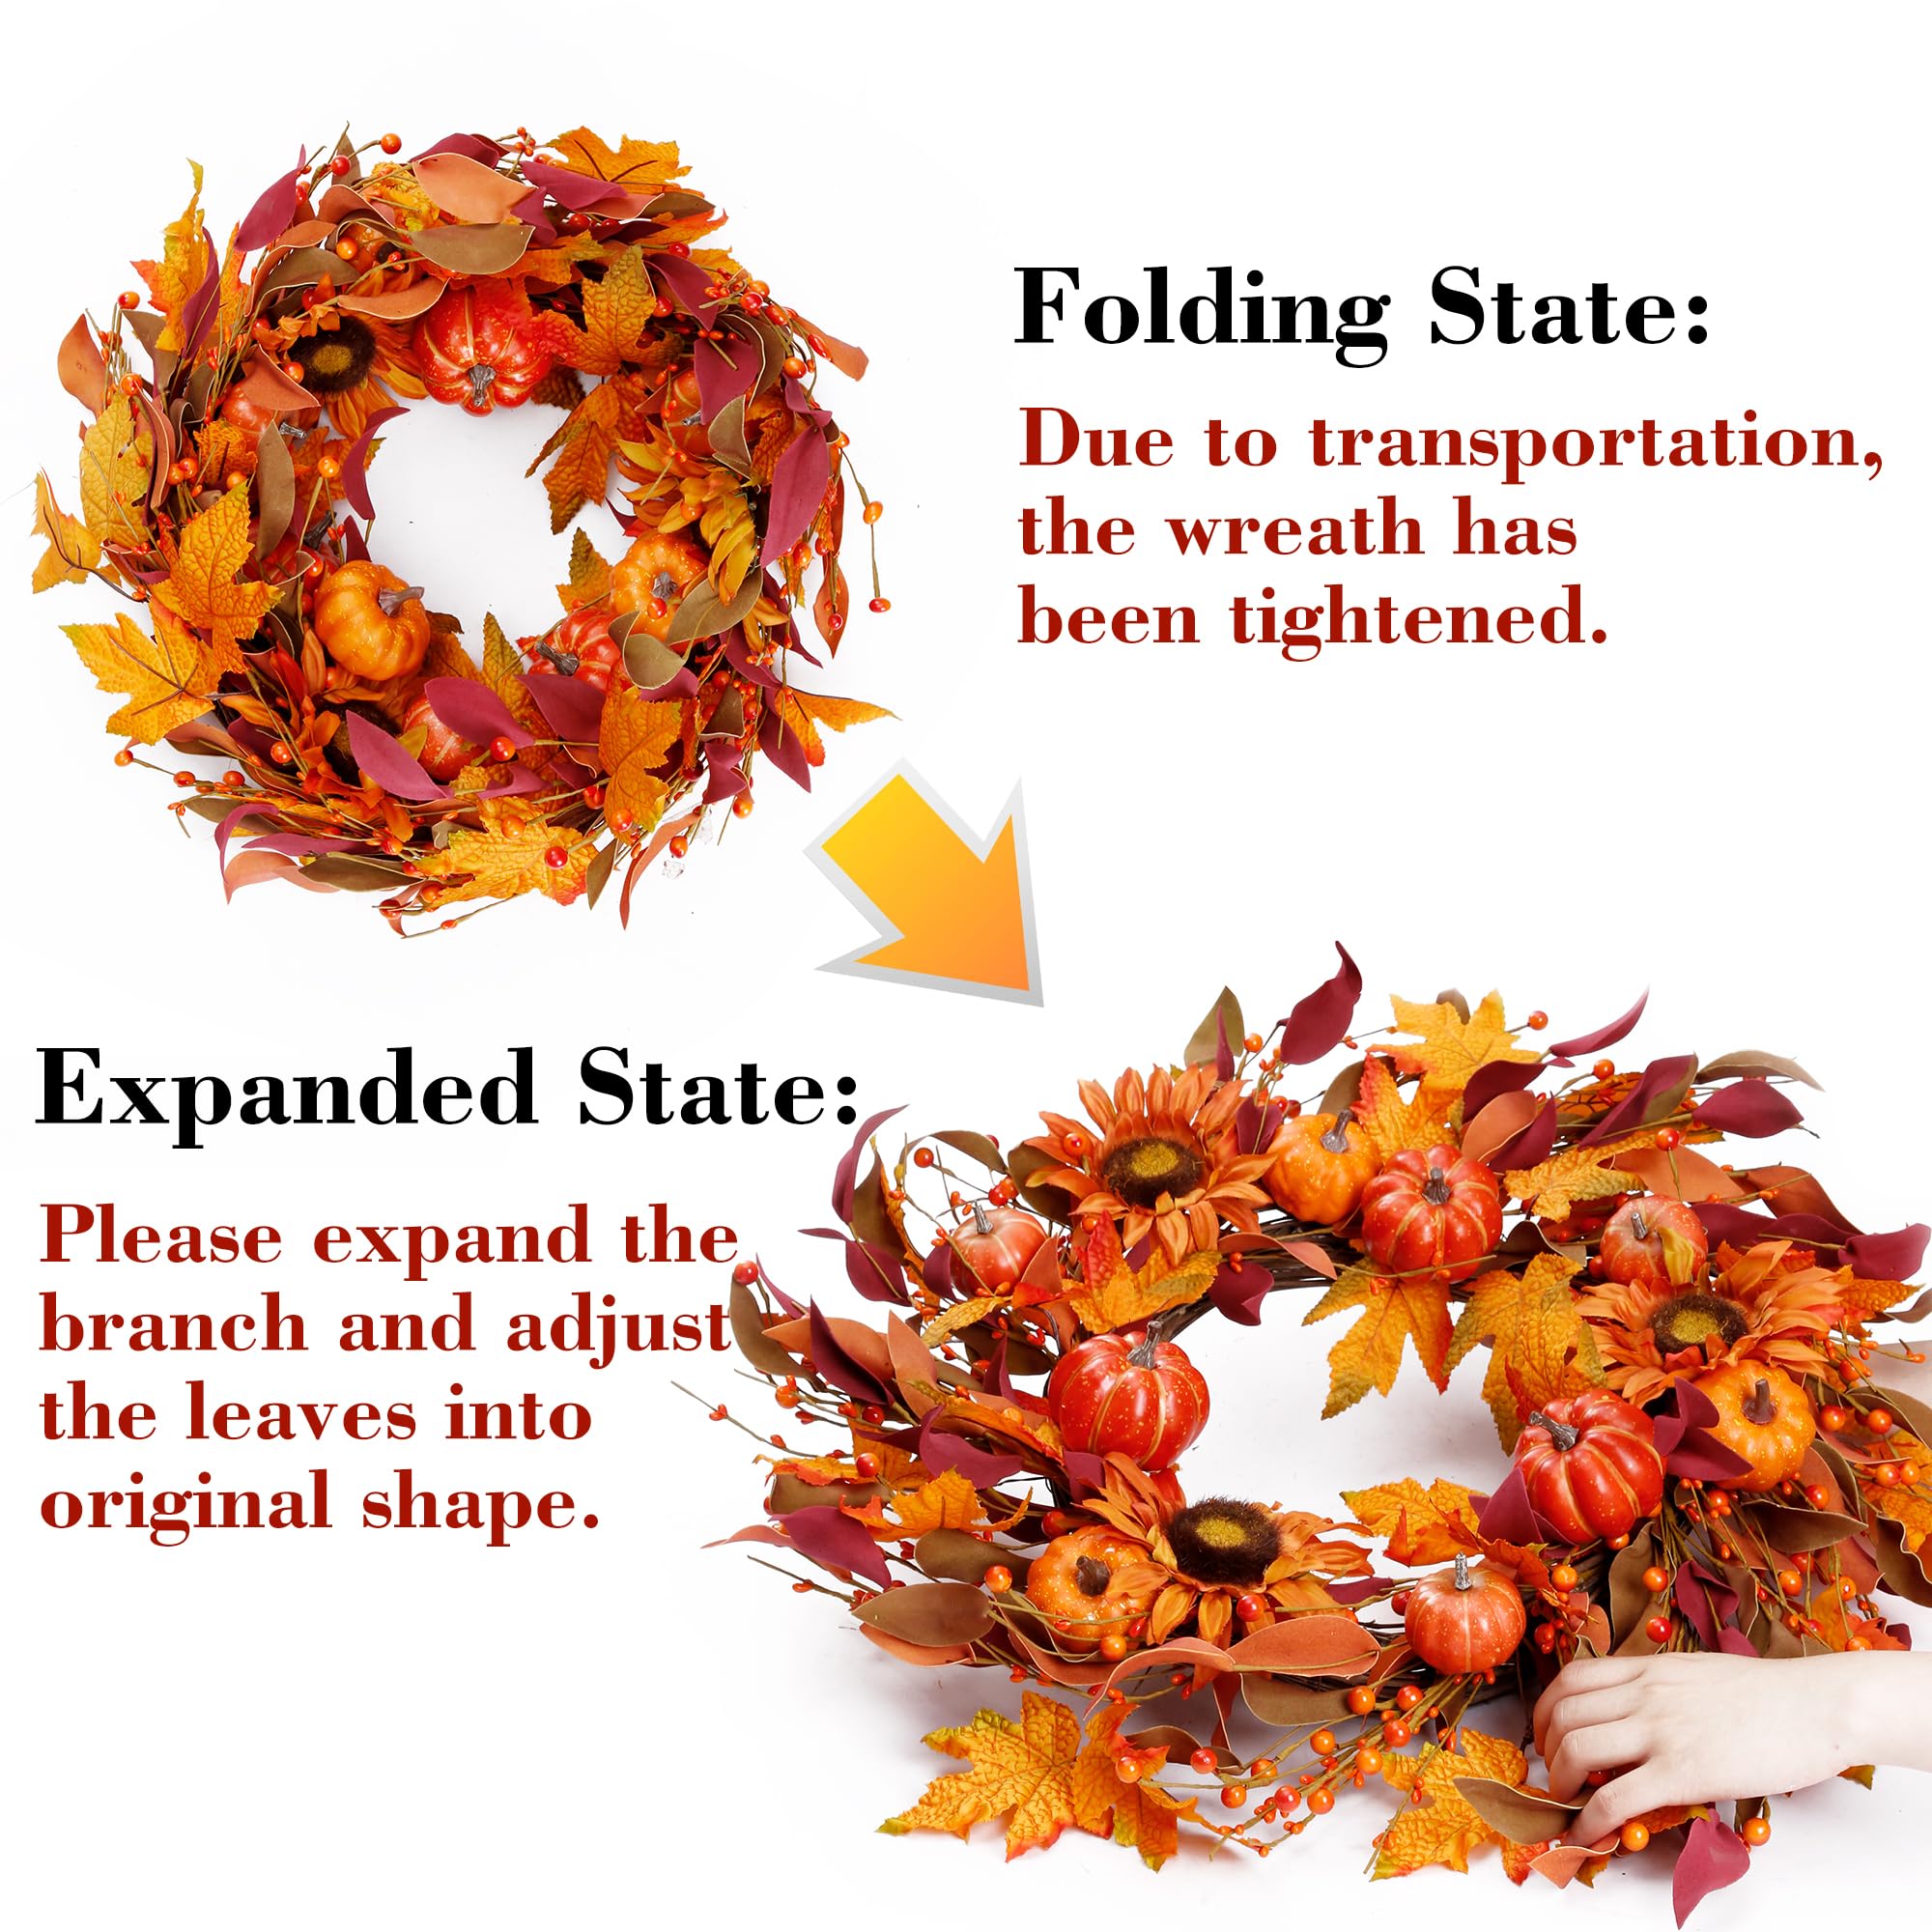 Folding State:
Due to transportation,
the wreath has
been tightened.
Expanded State:
Please expand the
branch and adjust
the leaves into
original shape.